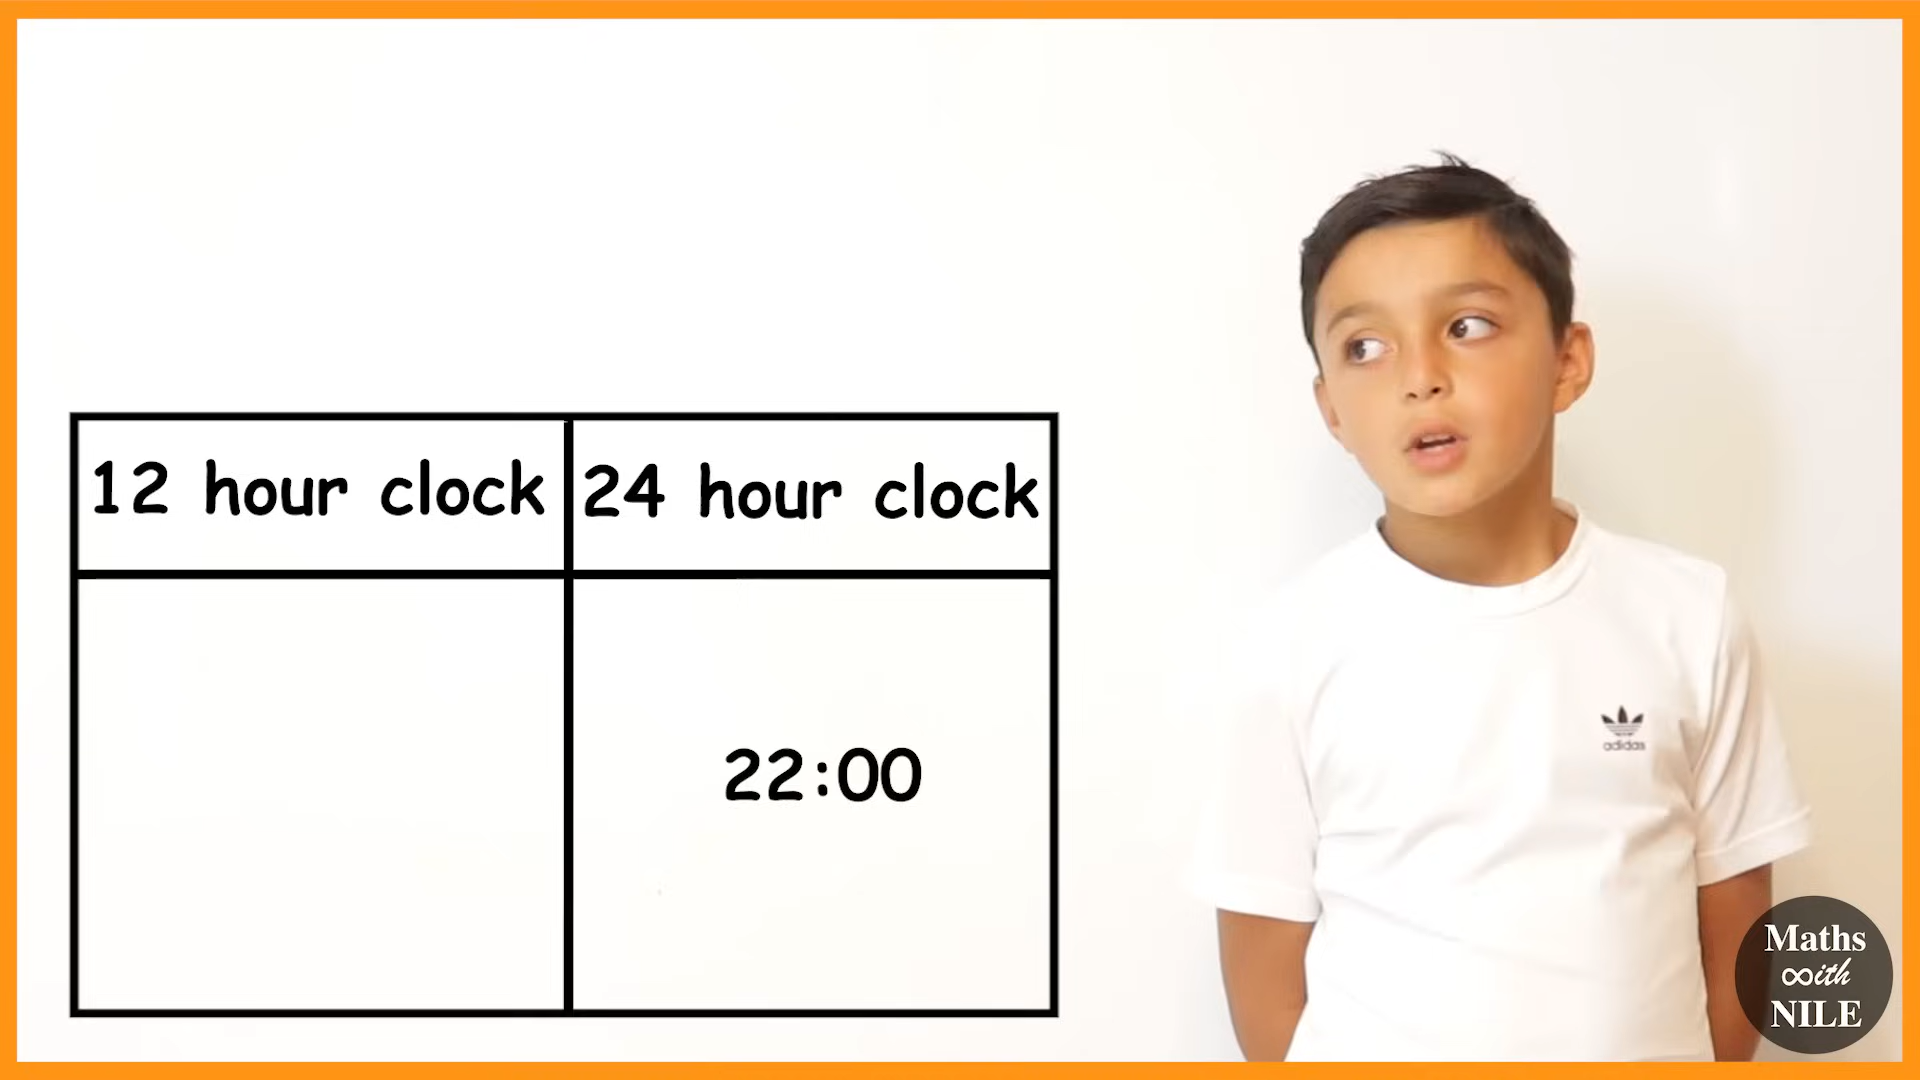 12 hour clock
24 hour clock
22:00
adidas
Maths
with
NILE